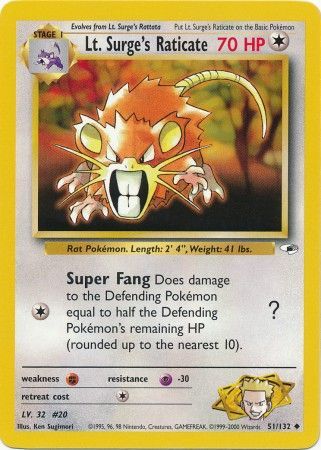 Evolves from Lt. Surge's Rattata Put Lt. Surge's Raticate on the Basic Pokémon
STAGE 1
Lt. Surge's Raticate 70 HP
Rat Pokémon. Length: 2' 4", Weight: 41 lbs.
Super Fang Does damage
to the Defending Pokémon
equal to half the Defending
Pokémon's remaining HP
(rounded up to the nearest 10).
?
weakness resistance -30
retreat cost
LV. 32 #20
Illus. Ken Sugimori ©1995, 96, 98 Nintendo, Creatures, GAMEFREAK. ©1999-2000 Wizards. 51/132